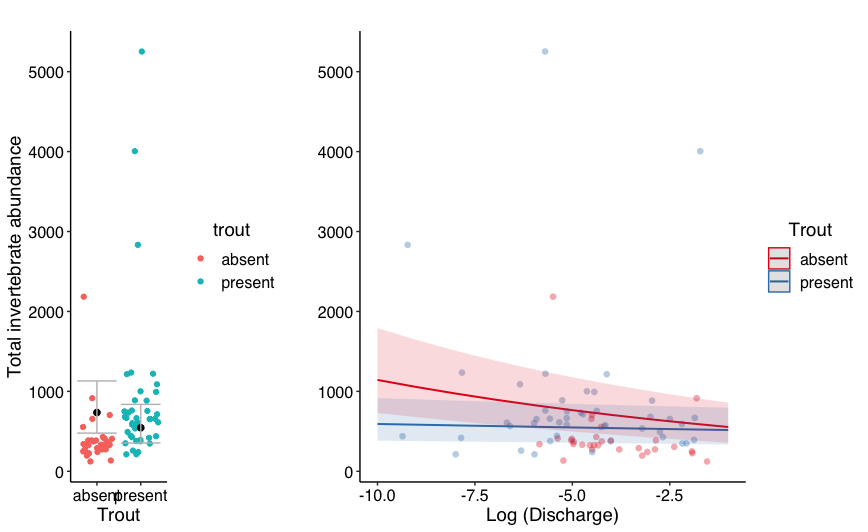 Total invertebrate abundance
5000
4000
3000
2000
1000
0
absent present
Trout
trout
absent
present
5000
4000
3000
2000
1000
0
-10.0 -7.5 -5.0 -2.5
Log (Discharge)
Trout
absent
present